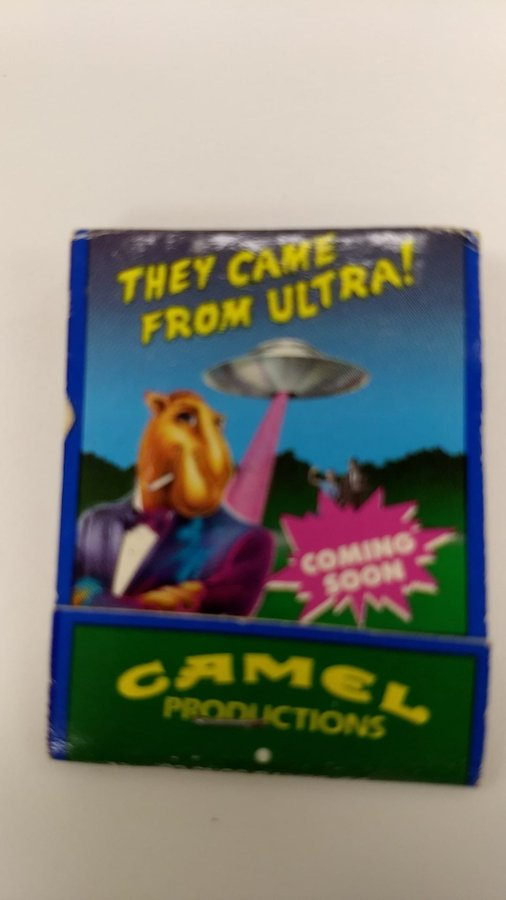 THEY CAME
FROM ULTRA!
COMING
SOON
CAMEL
PRODUCTIONS